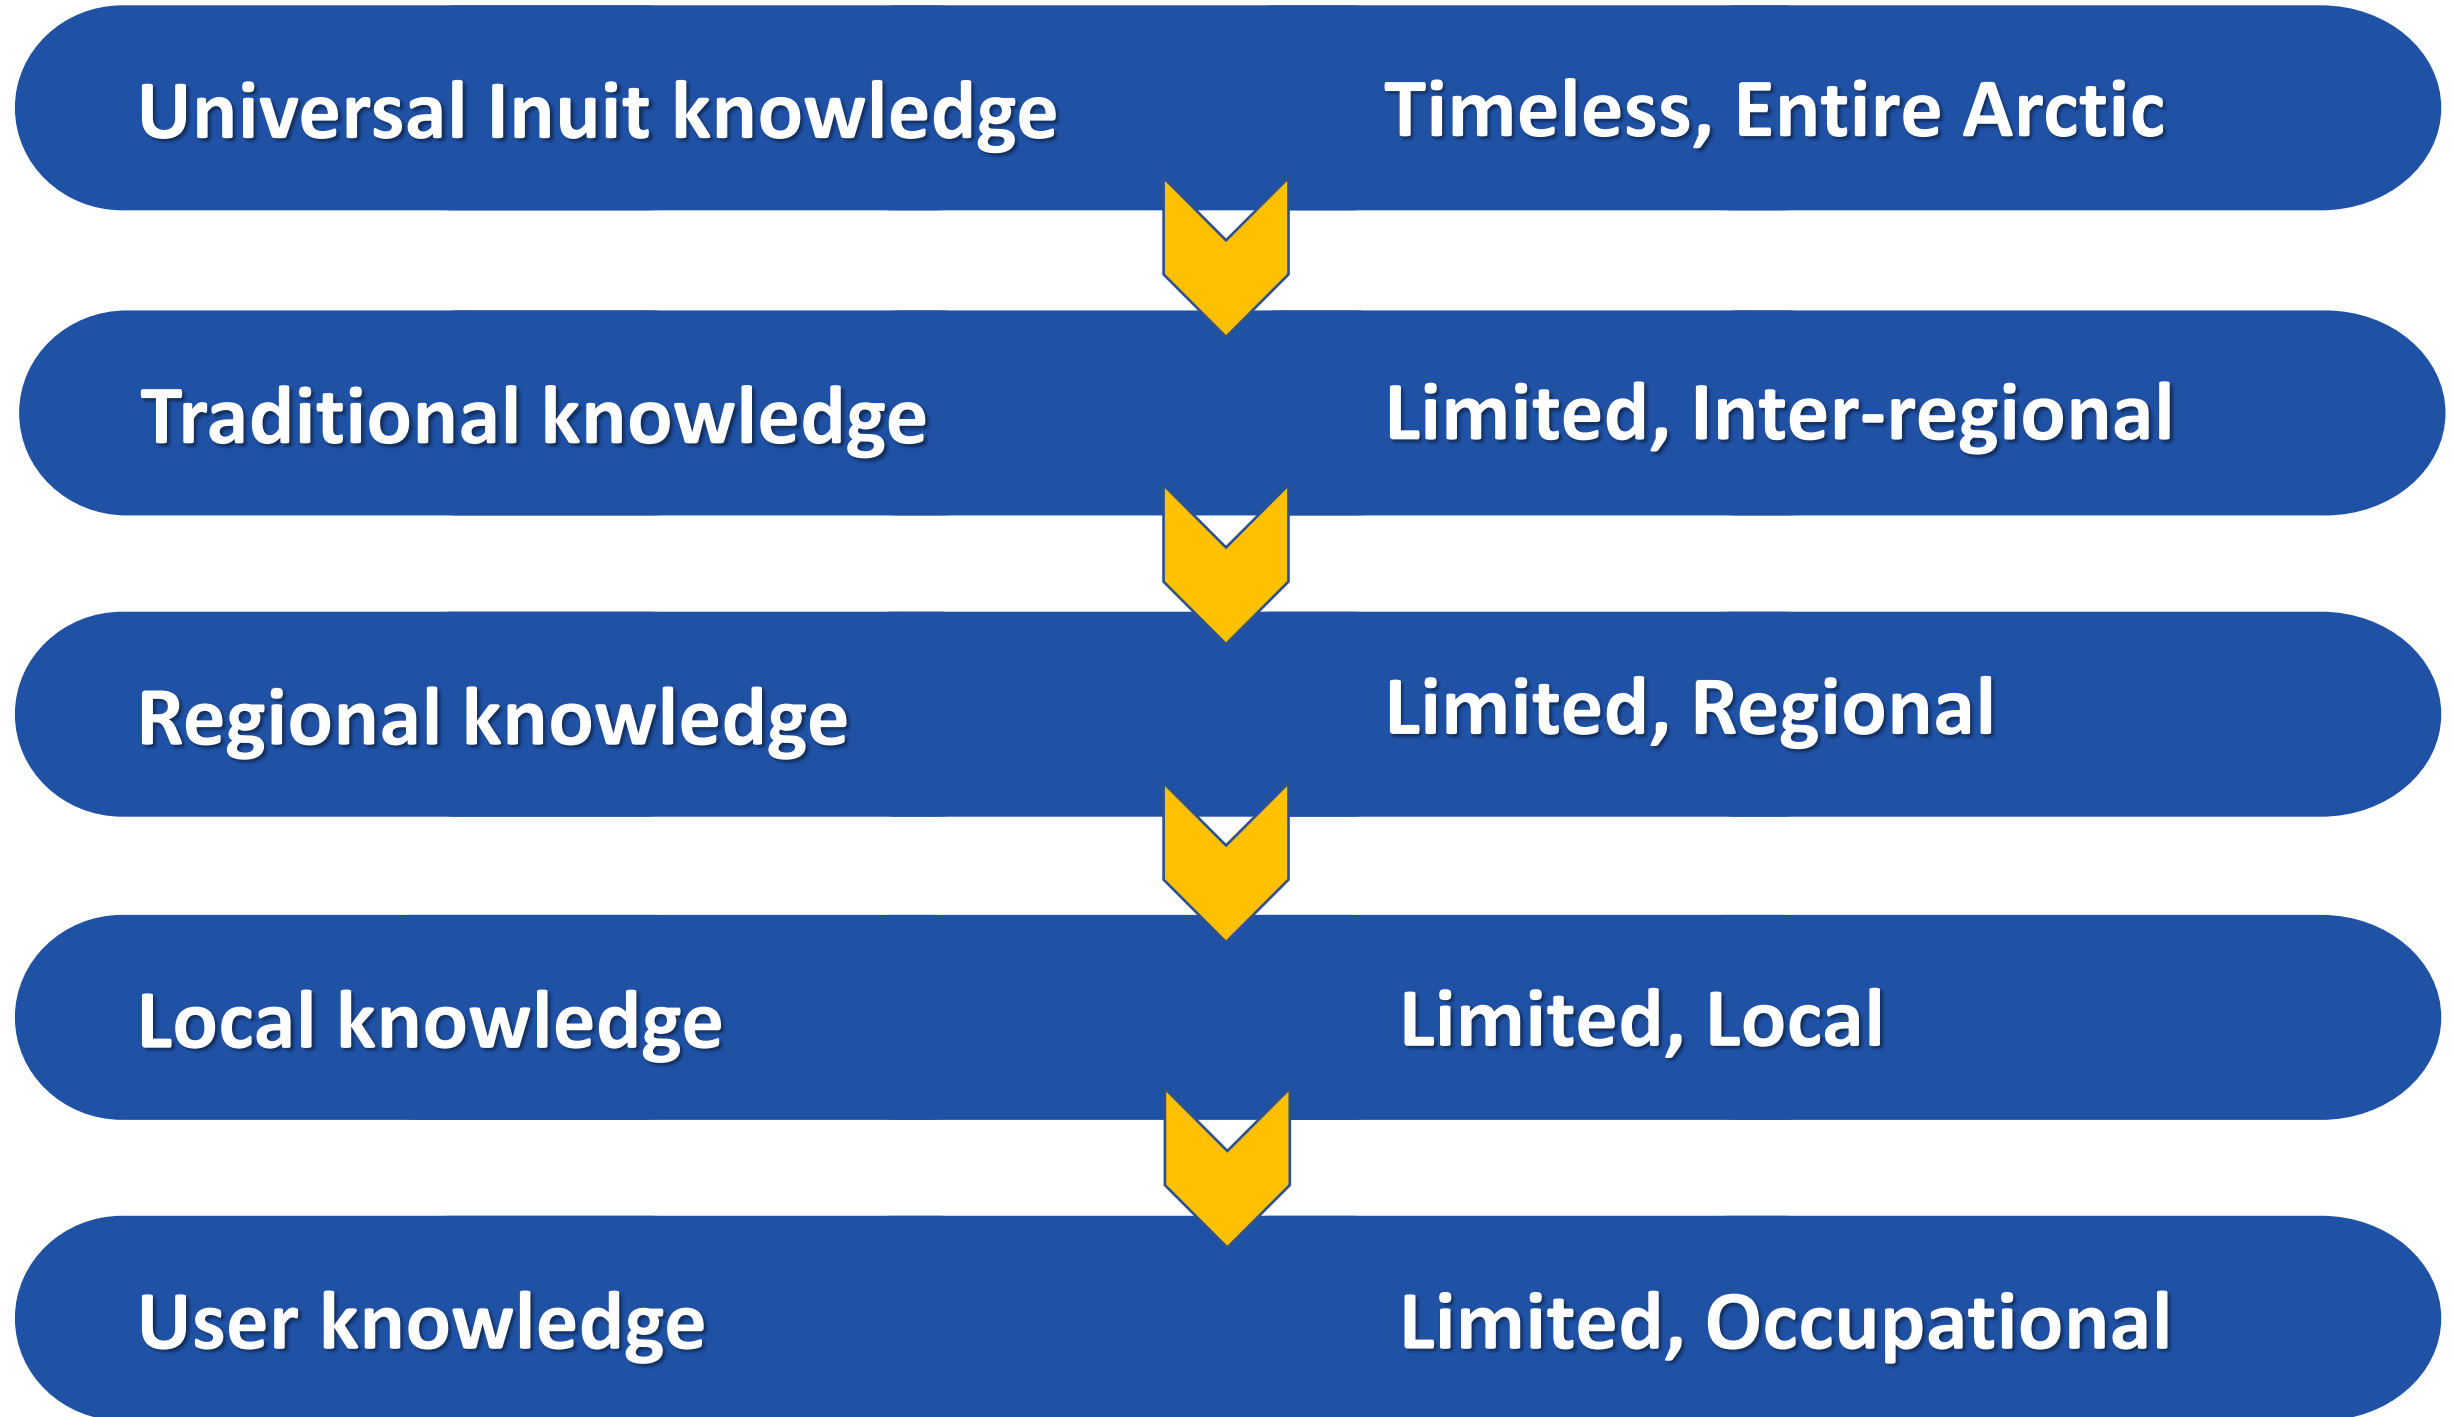 Universal Inuit knowledge
Timeless, Entire Arctic
Traditional knowledge
Limited, Inter-regional
Regional knowledge
Limited, Regional
Local knowledge
Limited, Local
User knowledge
Limited, Occupational